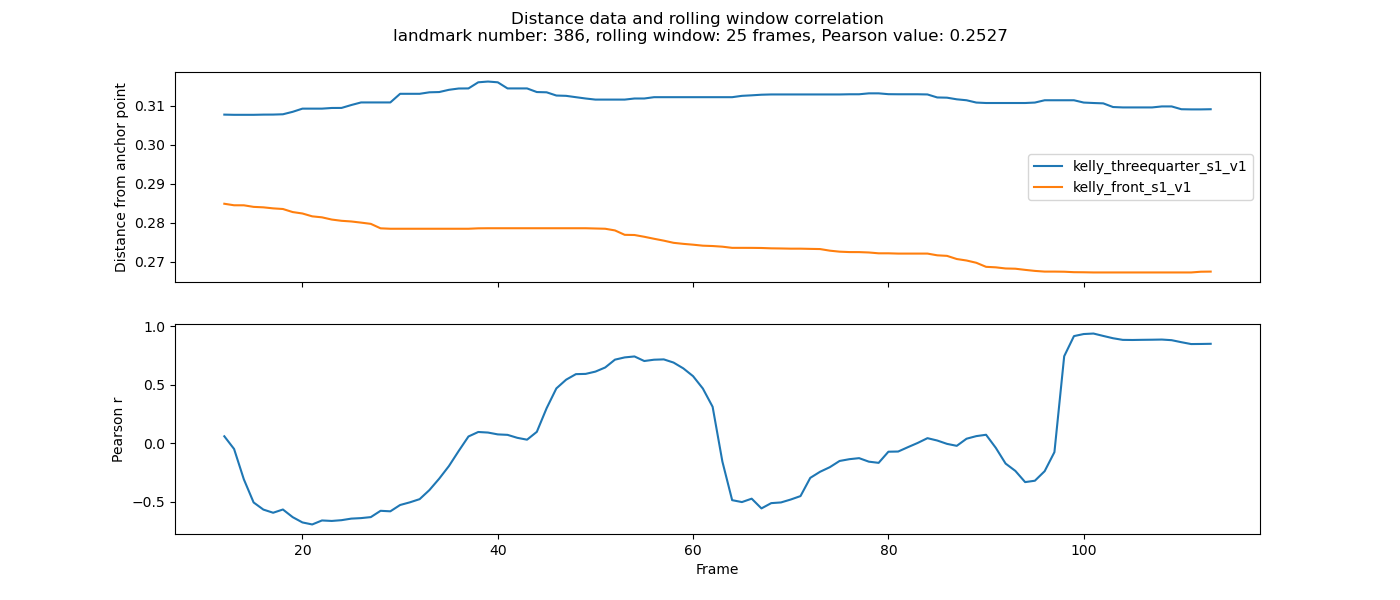 Distance data and rolling window correlation
landmark number: 386, rolling window: 25 frames, Pearson value: 0.2527
Distance from anchor point
0.31
0.30
0.29
0.28
0.27
kelly_threequarter_s1_v1
kelly_front_s1_v1
Pearson r
1.0
0.5
0.0
−0.5
20
40
60
80
100
Frame